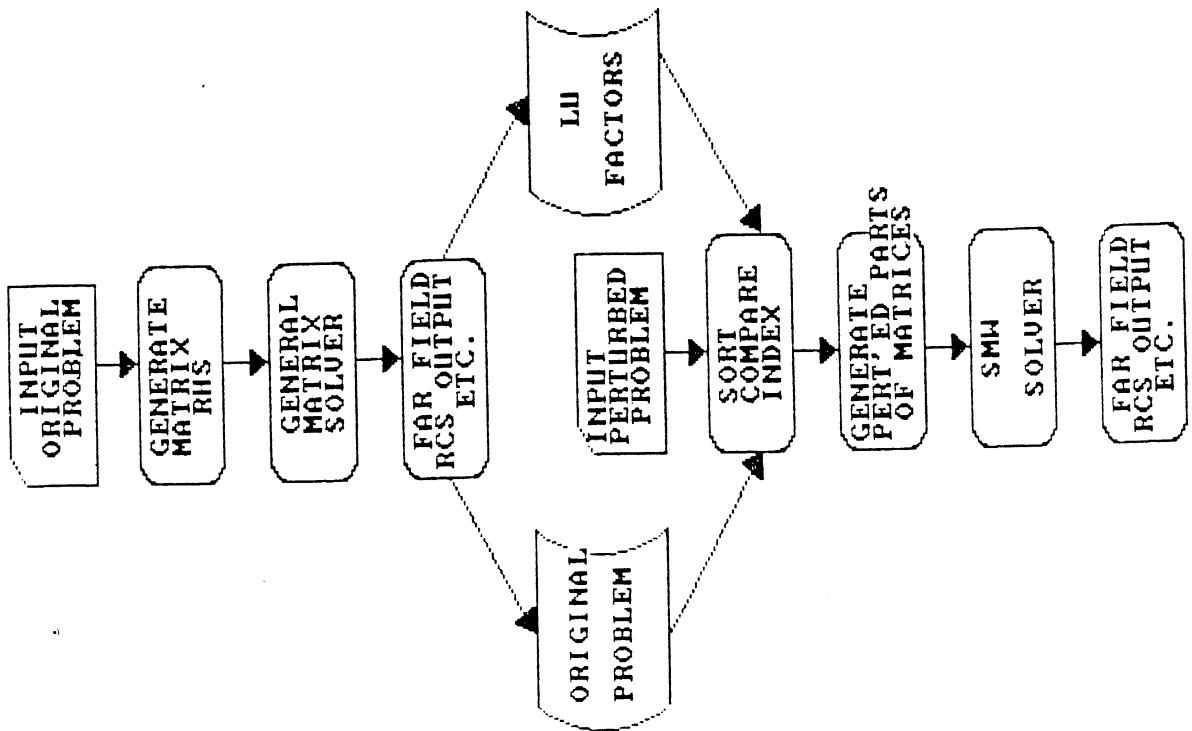 INPUT
ORIGINAL
PROBLEM
GENERATE
MATRIX
RHS
GENERAL
MATRIX
SOLVER
FAR FIELD
RCS OUTPUT
ETC.
ORIGINAL
PROBLEM
LU
FACTORS
INPUT
PERTURBED
PROBLEM
SORT
COMPARE
INDEX
GENERATE
PERT'ED PARTS
OF MATRICES
SMW
SOLVER
FAR FIELD
RCS OUTPUT
ETC.